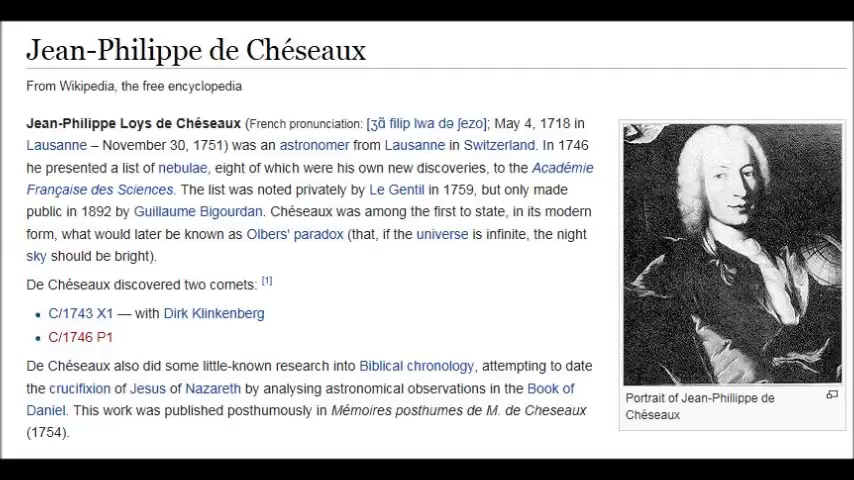 Jean-Philippe de Chéseaux
From Wikipedia, the free encyclopedia
Jean-Philippe Loys de Chéseaux (French pronunciation: [ʒɑ̃ filip lwa də ʃezo]; May 4, 1718 in
Lausanne – November 30, 1751) was an astronomer from Lausanne in Switzerland. In 1746
he presented a list of nebulae, eight of which were his own new discoveries, to the Académie
Française des Sciences. The list was noted privately by Le Gentil in 1759, but only made
public in 1892 by Guillaume Bigourdan. Chéseaux was among the first to state, in its modern
form, what would later be known as Olbers' paradox (that, if the universe is infinite, the night
sky should be bright).
De Chéseaux discovered two comets: [1]
• C/1743 X1 — with Dirk Klinkenberg
• C/1746 P1
De Chéseaux also did some little-known research into Biblical chronology, attempting to date
the crucifixion of Jesus of Nazareth by analysing astronomical observations in the Book of
Daniel. This work was published posthumously in Mémoires posthumes de M. de Cheseaux
(1754).
Portrait of Jean-Phillippe de
Chéseaux